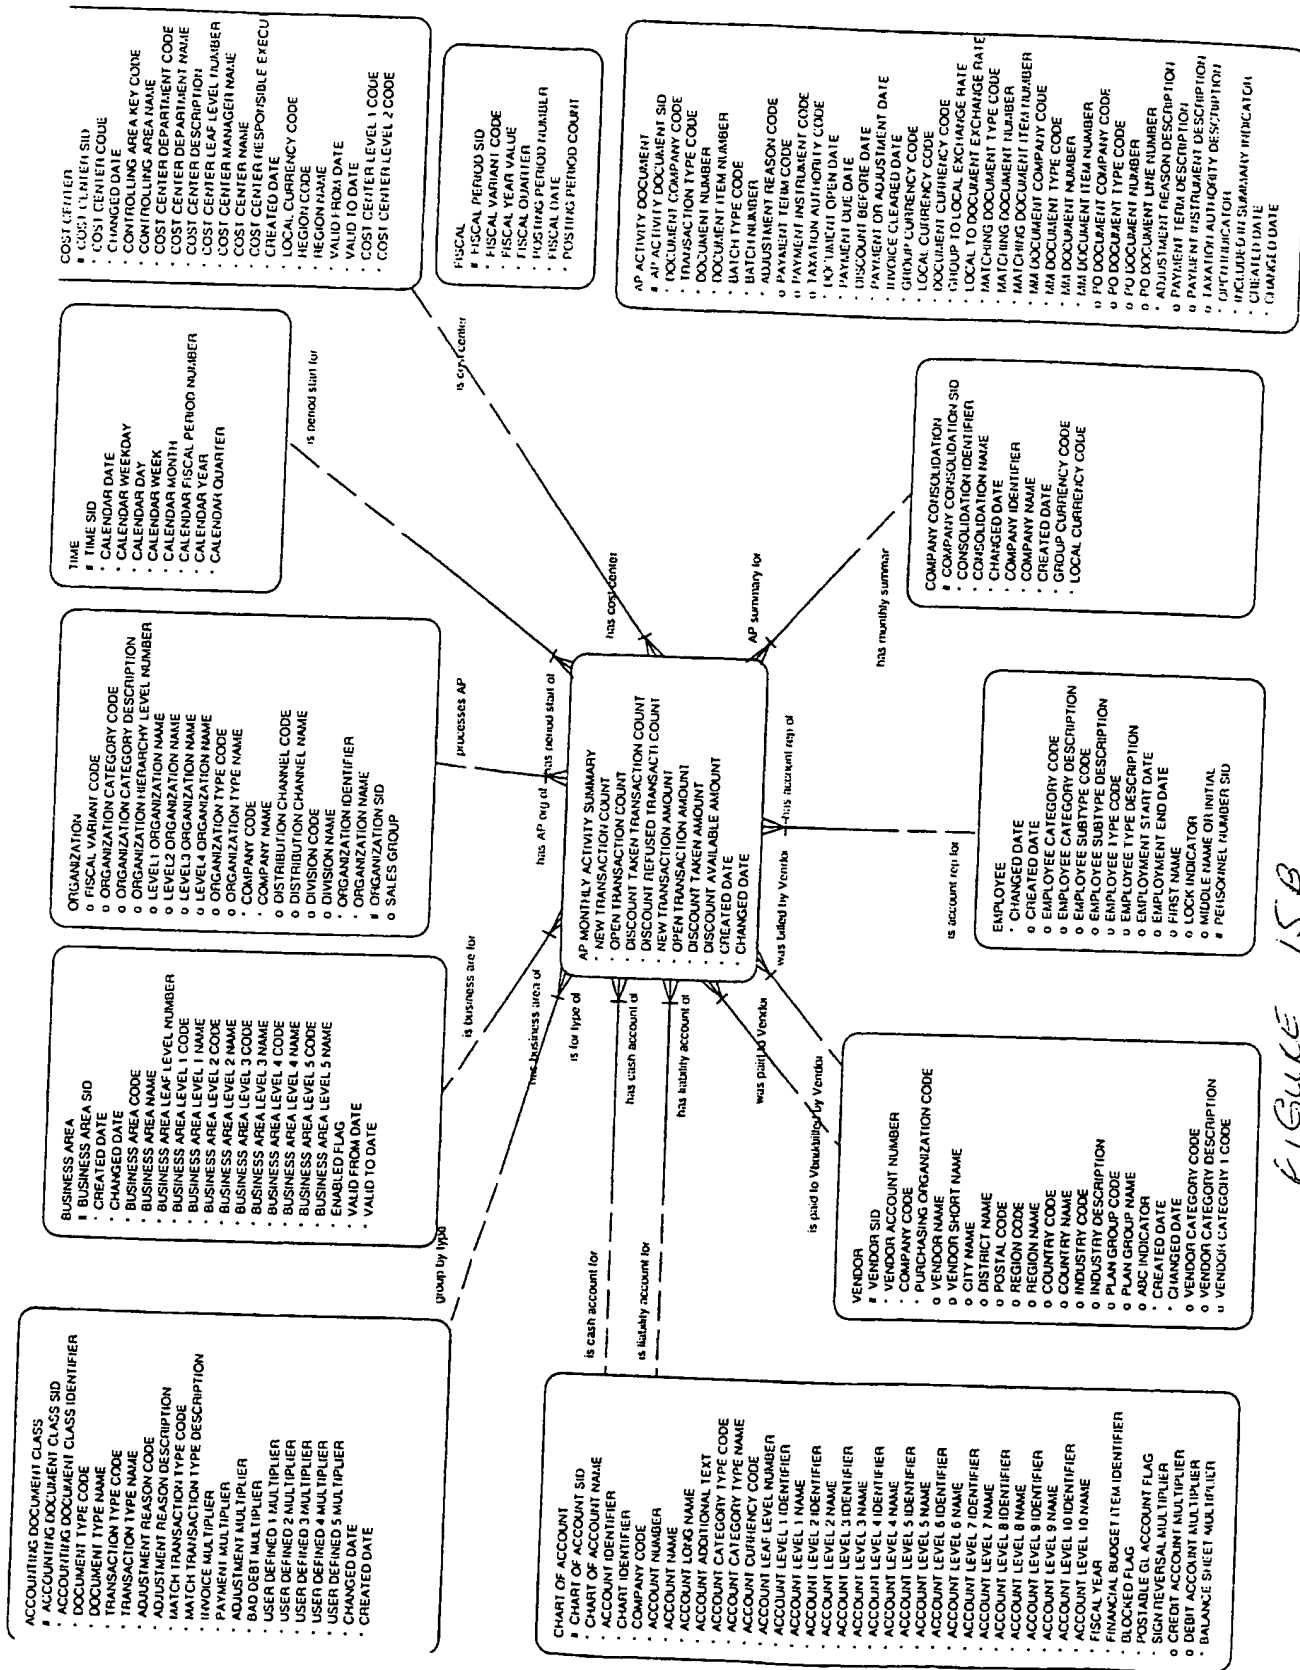 COST CENTER
# COST CENTER SID
· COST CENTER CODE
· CHANGED DATE
· CONTROLLING AREA KEY CODE
· CONTROLLING AREA NAME
· COST CENTER DEPARTMENT CODE
· COST CENTER DEPARTMENT NAME
· COST CENTER DESCRIPTION
· COST CENTER LEAF LEVEL NUMBER
· COST CENTER MANAGER NAME
· COST CENTER NAME
· COST CENTER RESPONSIBLE EXECU
· CREATED DATE
· LOCAL CURRENCY CODE
· REGION CODE
· REGION NAME
· VALID FROM DATE
· VALID TO DATE
· COST CENTER LEVEL 1 CODE
· COST CENTER LEVEL 2 CODE
FISCAL
# FISCAL PERIOD SID
· FISCAL VARIANT CODE
· FISCAL YEAR VALUE
· FISCAL QUARTER
· POSTING PERIOD NUMBER
· FISCAL DATE
· POSTING PERIOD COUNT
AP ACTIVITY DOCUMENT
# AP ACTIVITY DOCUMENT SID
· DOCUMENT COMPANY CODE
· TRANSACTION TYPE CODE
· DOCUMENT NUMBER
· DOCUMENT ITEM NUMBER
· BATCH TYPE CODE
· BATCH NUMBER
· ADJUSTMENT REASON CODE
o PAYMENT TERM CODE
o PAYMENT INSTRUMENT CODE
o TAXATION AUTHORITY CODE
· DOCUMENT OPEN DATE
· PAYMENT DUE DATE
· DISCOUNT BEFORE DATE
· PAYMENT OR ADJUSTMENT DATE
· INVOICE CLEARED DATE
· GROUP CURRENCY CODE
· LOCAL CURRENCY CODE
· DOCUMENT CURRENCY CODE
· GROUP TO LOCAL EXCHANGE RATE
· LOCAL TO DOCUMENT EXCHANGE RATE
· MATCHING DOCUMENT TYPE CODE
· MATCHING DOCUMENT NUMBER
· MATCHING DOCUMENT ITEM NUMBER
· MM DOCUMENT COMPANY CODE
· MM DOCUMENT TYPE CODE
· MM DOCUMENT NUMBER
· MM DOCUMENT ITEM NUMBER
o PO DOCUMENT COMPANY CODE
o PO DOCUMENT TYPE CODE
o PO DOCUMENT NUMBER
o PO DOCUMENT LINE NUMBER
· ADJUSTMENT REASON DESCRIPTION
o PAYMENT TERM DESCRIPTION
o PAYMENT INSTRUMENT DESCRIPTION
o TAXATION AUTHORITY DESCRIPTION
· OPEN INDICATOR
· INCLUDED IN SUMMARY INDICATOR
· CREATED DATE
· CHANGED DATE
TIME
# TIME SID
· CALENDAR DATE
· CALENDAR WEEKDAY
· CALENDAR DAY
· CALENDAR WEEK
· CALENDAR MONTH
· CALENDAR FISCAL PERIOD NUMBER
· CALENDAR YEAR
· CALENDAR QUARTER
is period start for
is cost center
COMPANY CONSOLIDATION
# COMPANY CONSOLIDATION SID
· CONSOLIDATION IDENTIFIER
· CONSOLIDATION NAME
· CHANGED DATE
· COMPANY IDENTIFIER
· COMPANY NAME
· CREATED DATE
· GROUP CURRENCY CODE
· LOCAL CURRENCY CODE
ORGANIZATION
o FISCAL VARIANT CODE
o ORGANIZATION CATEGORY CODE
o ORGANIZATION CATEGORY DESCRIPTION
o ORGANIZATION HIERARCHY LEVEL NUMBER
o LEVEL1 ORGANIZATION NAME
o LEVEL2 ORGANIZATION NAME
o LEVEL3 ORGANIZATION NAME
o LEVEL4 ORGANIZATION NAME
o ORGANIZATION TYPE CODE
o ORGANIZATION TYPE NAME
· COMPANY CODE
· COMPANY NAME
o DISTRIBUTION CHANNEL CODE
o DISTRIBUTION CHANNEL NAME
o DIVISION CODE
o DIVISION NAME
· ORGANIZATION IDENTIFIER
· ORGANIZATION NAME
# ORGANIZATION SID
o SALES GROUP
processes AP
has AP org of
has period start of
has cost center
AP summary for
has monthly summar
AP MONTHLY ACTIVITY SUMMARY
· NEW TRANSACTION COUNT
· OPEN TRANSACTION COUNT
· DISCOUNT TAKEN TRANSACTION COUNT
· DISCOUNT REFUSED TRANSACTI COUNT
· NEW TRANSACTION AMOUNT
· OPEN TRANSACTION AMOUNT
· DISCOUNT TAKEN AMOUNT
· DISCOUNT AVAILABLE AMOUNT
· CREATED DATE
· CHANGED DATE
has account rep of
is account rep for
EMPLOYEE
· CHANGED DATE
o CREATED DATE
o EMPLOYEE CATEGORY CODE
o EMPLOYEE CATEGORY DESCRIPTION
o EMPLOYEE SUBTYPE CODE
o EMPLOYEE SUBTYPE DESCRIPTION
o EMPLOYEE TYPE CODE
o EMPLOYEE TYPE DESCRIPTION
o EMPLOYMENT START DATE
o EMPLOYMENT END DATE
o FIRST NAME
o LOCK INDICATOR
o MIDDLE NAME OR INITIAL
# PERSONNEL NUMBER SID
BUSINESS AREA
# BUSINESS AREA SID
· CREATED DATE
· CHANGED DATE
· BUSINESS AREA CODE
· BUSINESS AREA NAME
· BUSINESS AREA LEAF LEVEL NUMBER
· BUSINESS AREA LEVEL 1 CODE
· BUSINESS AREA LEVEL 1 NAME
· BUSINESS AREA LEVEL 2 CODE
· BUSINESS AREA LEVEL 2 NAME
· BUSINESS AREA LEVEL 3 CODE
· BUSINESS AREA LEVEL 3 NAME
· BUSINESS AREA LEVEL 4 CODE
· BUSINESS AREA LEVEL 4 NAME
· BUSINESS AREA LEVEL 5 CODE
· BUSINESS AREA LEVEL 5 NAME
· ENABLED FLAG
· VALID FROM DATE
· VALID TO DATE
is business are for
has business area of
is for type of
has cash account of
has liability account of
was paid to Vendor
was billed by Vendor
group by type
is cash account for
is liability account for
is paid to Vendor
billed by Vendor
VENDOR
# VENDOR SID
· VENDOR ACCOUNT NUMBER
· COMPANY CODE
· PURCHASING ORGANIZATION CODE
o VENDOR NAME
o VENDOR SHORT NAME
o CITY NAME
o DISTRICT NAME
o POSTAL CODE
o REGION CODE
o REGION NAME
o COUNTRY CODE
o COUNTRY NAME
o INDUSTRY CODE
o INDUSTRY DESCRIPTION
o PLAN GROUP CODE
o PLAN GROUP NAME
o ABC INDICATOR
· CREATED DATE
· CHANGED DATE
o VENDOR CATEGORY CODE
o VENDOR CATEGORY DESCRIPTION
o VENDOR CATEGORY 1 CODE
ACCOUNTING DOCUMENT CLASS
# ACCOUNTING DOCUMENT CLASS SID
· ACCOUNTING DOCUMENT CLASS IDENTIFIER
· DOCUMENT TYPE CODE
· DOCUMENT TYPE NAME
· TRANSACTION TYPE CODE
· TRANSACTION TYPE NAME
· ADJUSTMENT REASON CODE
· ADJUSTMENT REASON DESCRIPTION
· MATCH TRANSACTION TYPE CODE
· MATCH TRANSACTION TYPE DESCRIPTION
· INVOICE MULTIPLIER
· PAYMENT MULTIPLIER
· ADJUSTMENT MULTIPLIER
· BAD DEBT MULTIPLIER
· USER DEFINED 1 MULTIPLIER
· USER DEFINED 2 MULTIPLIER
· USER DEFINED 3 MULTIPLIER
· USER DEFINED 4 MULTIPLIER
· USER DEFINED 5 MULTIPLIER
· CHANGED DATE
· CREATED DATE
CHART OF ACCOUNT
# CHART OF ACCOUNT SID
· CHART OF ACCOUNT NAME
· ACCOUNT IDENTIFIER
· CHART IDENTIFIER
· COMPANY CODE
· ACCOUNT NUMBER
· ACCOUNT NAME
· ACCOUNT LONG NAME
· ACCOUNT ADDITIONAL TEXT
· ACCOUNT CATEGORY TYPE CODE
· ACCOUNT CATEGORY TYPE NAME
· ACCOUNT CURRENCY CODE
· ACCOUNT LEAF LEVEL NUMBER
· ACCOUNT LEVEL 1 IDENTIFIER
· ACCOUNT LEVEL 1 NAME
· ACCOUNT LEVEL 2 IDENTIFIER
· ACCOUNT LEVEL 2 NAME
· ACCOUNT LEVEL 3 IDENTIFIER
· ACCOUNT LEVEL 3 NAME
· ACCOUNT LEVEL 4 IDENTIFIER
· ACCOUNT LEVEL 4 NAME
· ACCOUNT LEVEL 5 IDENTIFIER
· ACCOUNT LEVEL 5 NAME
· ACCOUNT LEVEL 6 IDENTIFIER
· ACCOUNT LEVEL 6 NAME
· ACCOUNT LEVEL 7 IDENTIFIER
· ACCOUNT LEVEL 7 NAME
· ACCOUNT LEVEL 8 IDENTIFIER
· ACCOUNT LEVEL 8 NAME
· ACCOUNT LEVEL 9 IDENTIFIER
· ACCOUNT LEVEL 9 NAME
· ACCOUNT LEVEL 10 IDENTIFIER
· ACCOUNT LEVEL 10 NAME
· FISCAL YEAR
· FINANCIAL BUDGET ITEM IDENTIFIER
· BLOCKED FLAG
· POSTABLE GL ACCOUNT FLAG
· SIGN REVERSAL MULTIPLIER
o CREDIT ACCOUNT MULTIPLIER
o DEBIT ACCOUNT MULTIPLIER
· BALANCE SHEET MULTIPLIER
FIGURE 15B